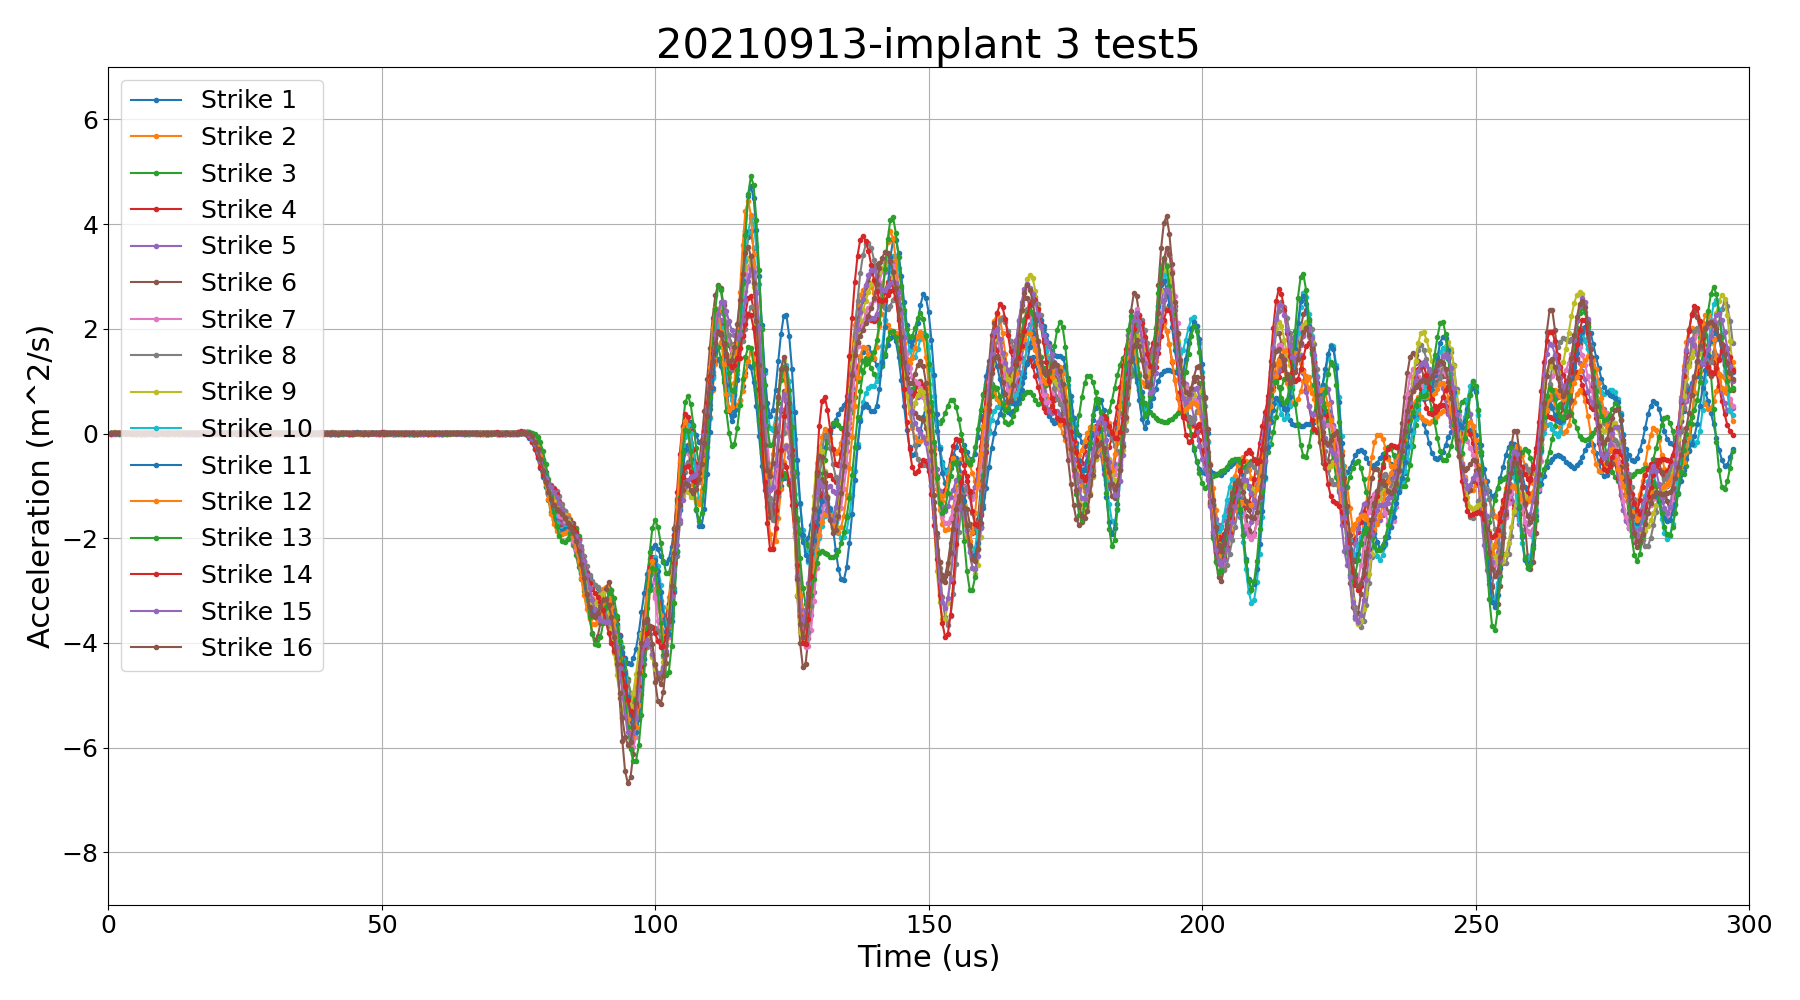 20210913-implant 3 test5
Acceleration (m^2/s)
6
4
2
0
−2
−4
−6
−8
Strike 1
Strike 2
Strike 3
Strike 4
Strike 5
Strike 6
Strike 7
Strike 8
Strike 9
Strike 10
Strike 11
Strike 12
Strike 13
Strike 14
Strike 15
Strike 16
0 50 100 150 200 250 300
Time (us)